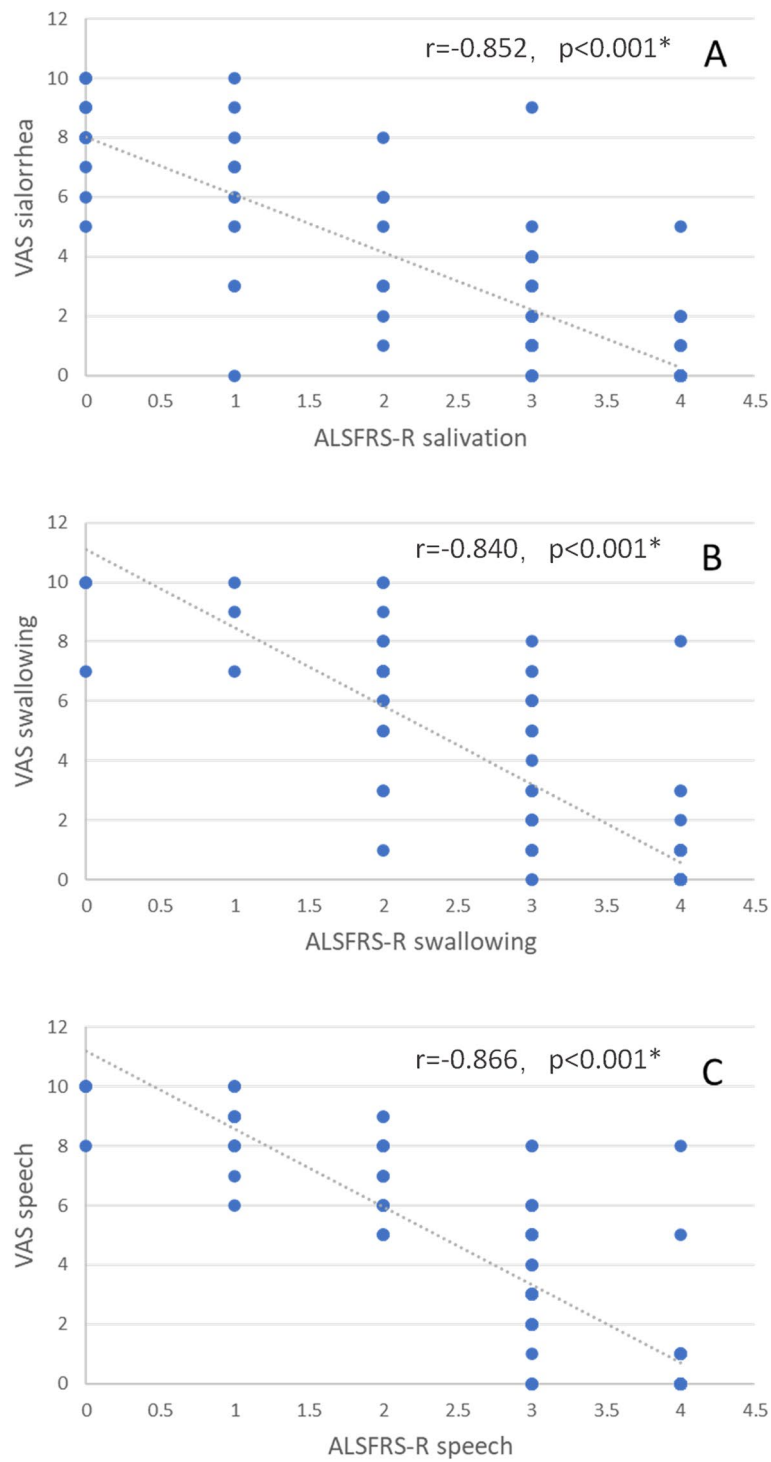 12
r=-0.852, p<0.001* A
10
8
6
4
2
0
VAS sialorrhea
0 0.5 1 1.5 2 2.5 3 3.5 4 4.5
ALSFRS-R salivation
12
r=-0.840, p<0.001* B
10
8
6
4
2
0
VAS swallowing
0 0.5 1 1.5 2 2.5 3 3.5 4 4.5
ALSFRS-R swallowing
12
r=-0.866, p<0.001* C
10
8
6
4
2
0
VAS speech
0 0.5 1 1.5 2 2.5 3 3.5 4 4.5
ALSFRS-R speech